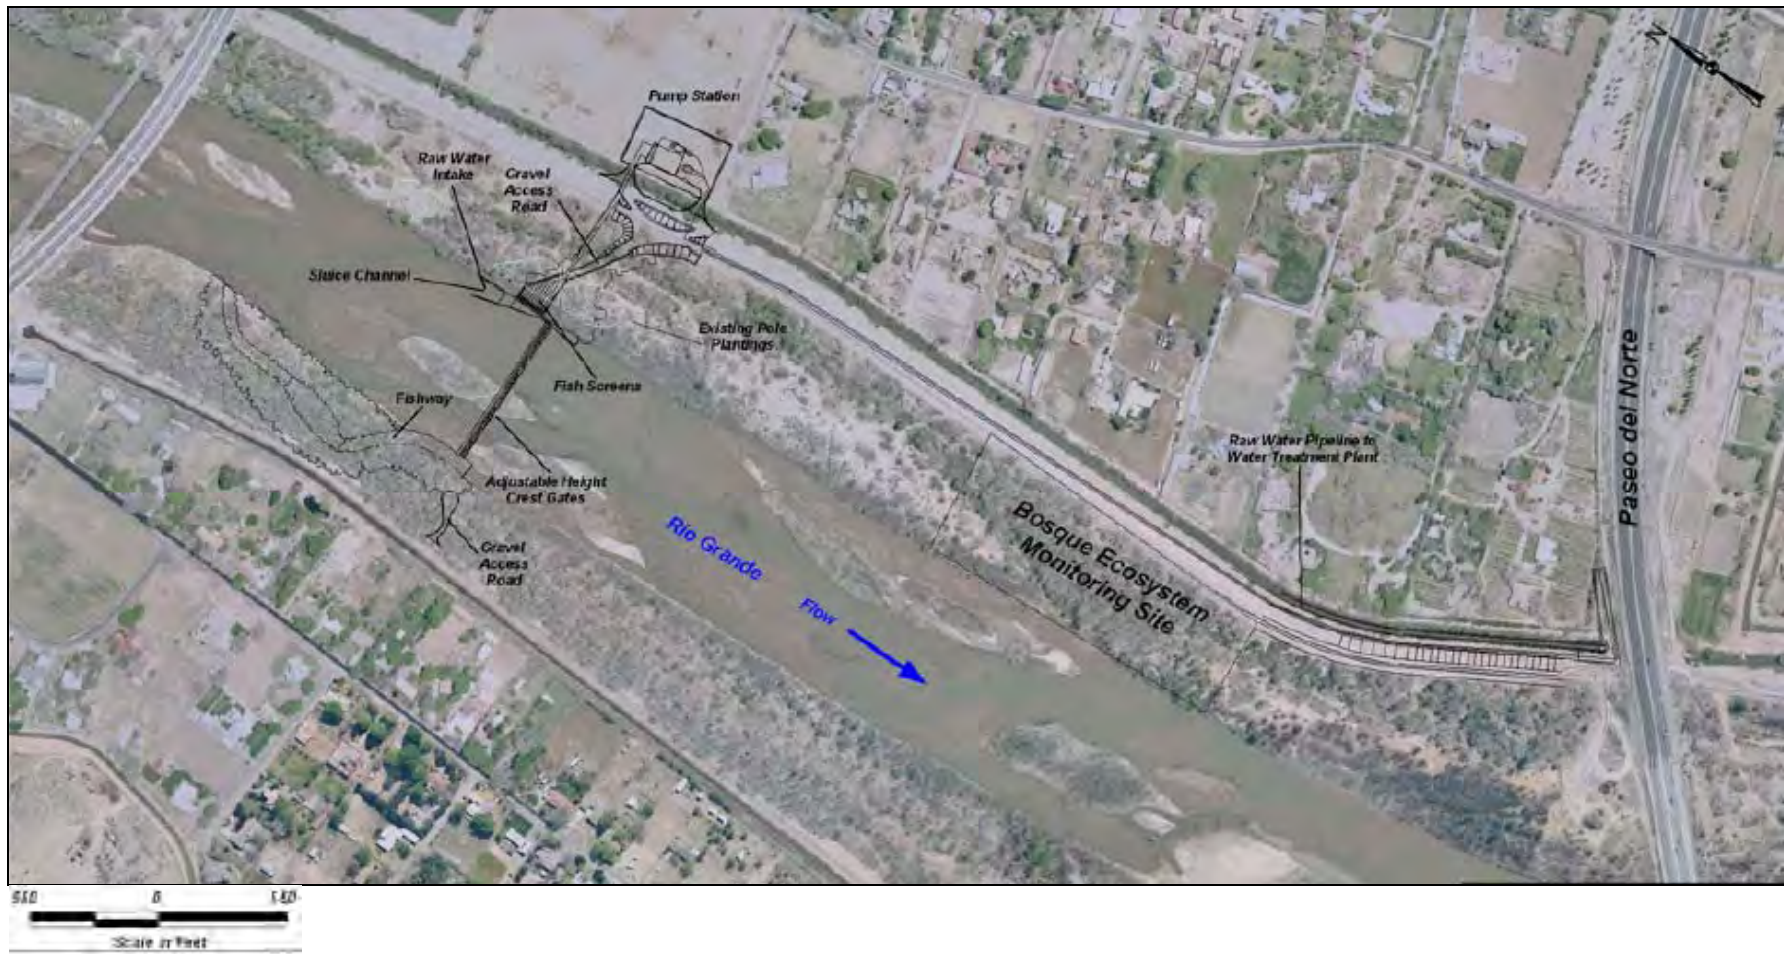 N
Pump Station
Raw Water
Intake
Gravel
Access
Road
Sluice Channel
Existing Pole
Plantings
Fish Screens
Fishway
Adjustable Height
Crest Gates
Gravel
Access
Road
Rio Grande
Flow
Bosque Ecosystem
Monitoring Site
Raw Water Pipeline to
Water Treatment Plant
Paseo del Norte
0
Scale in Feet